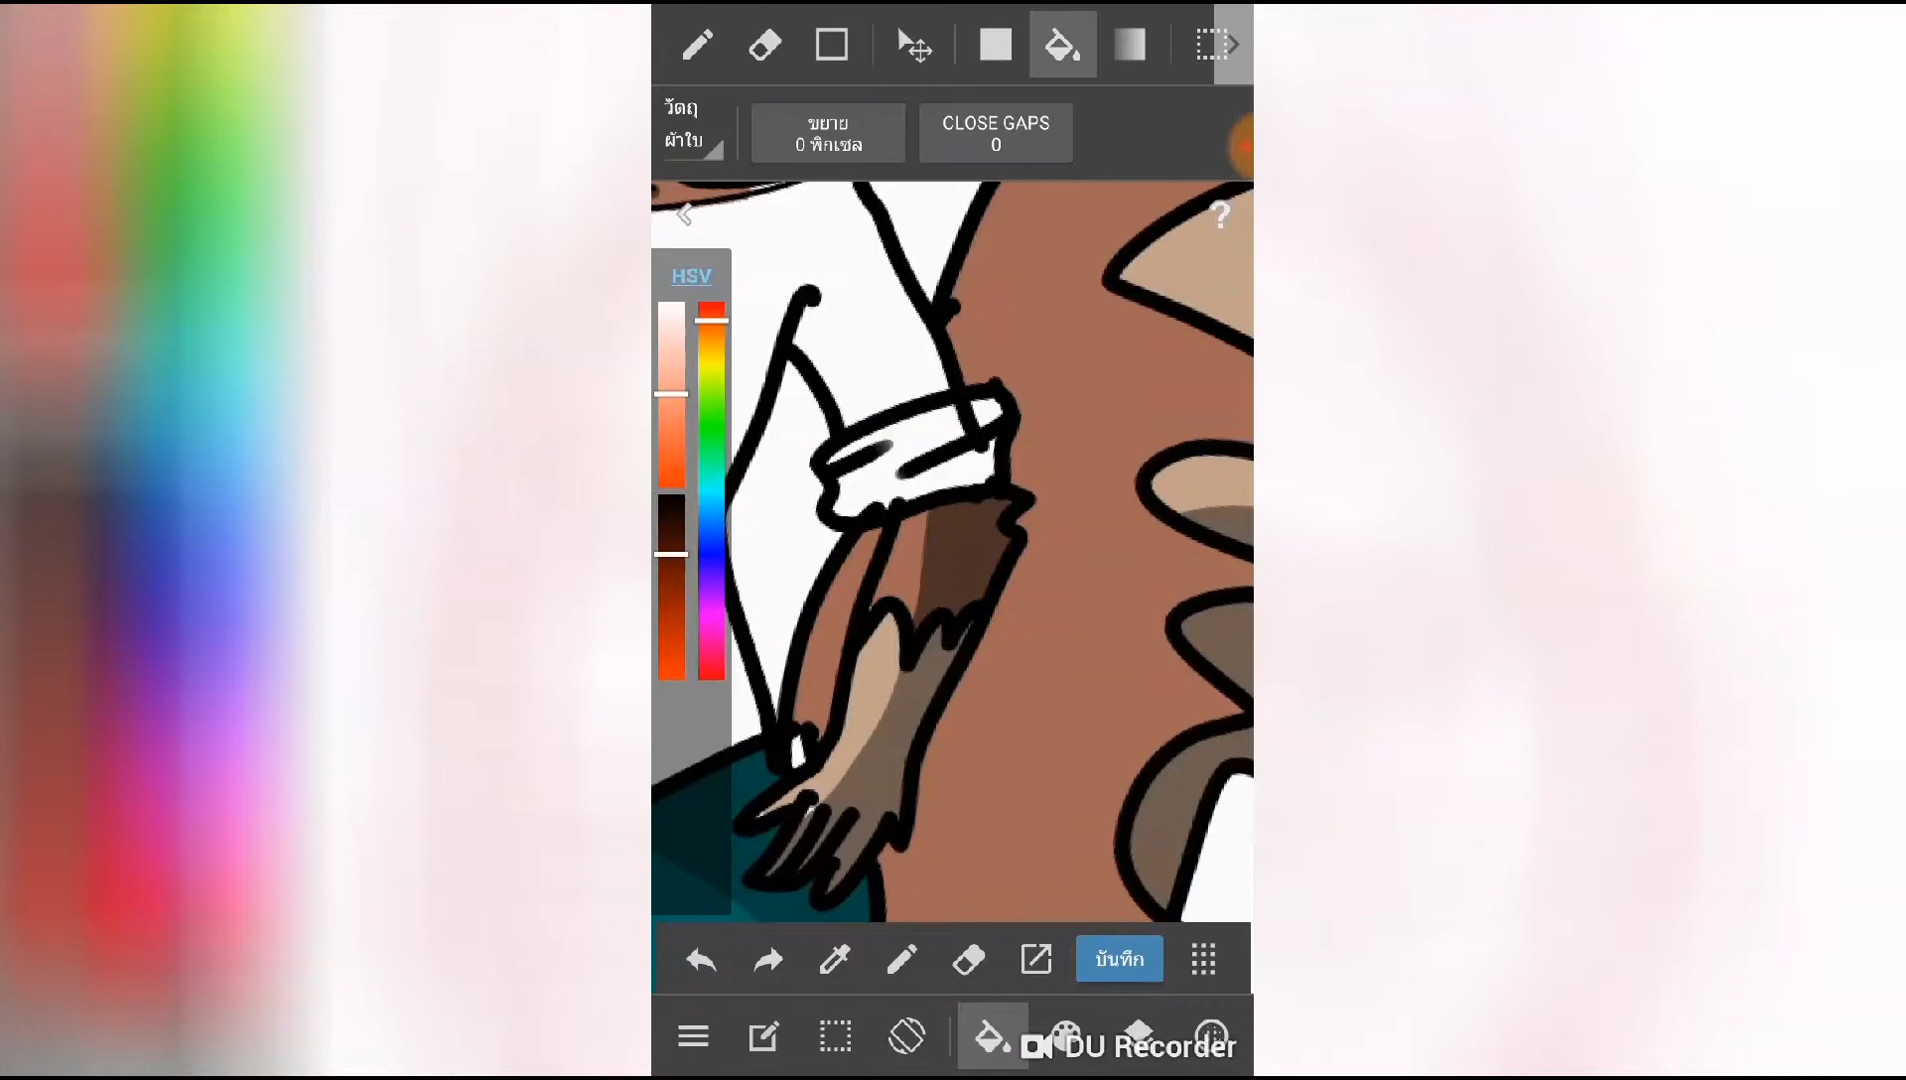 วัตถุ
ผ้าใบ
ขยาย
0 พิกเซล
CLOSE GAPS
0
?
HSV
บันทึก
DU Recorder